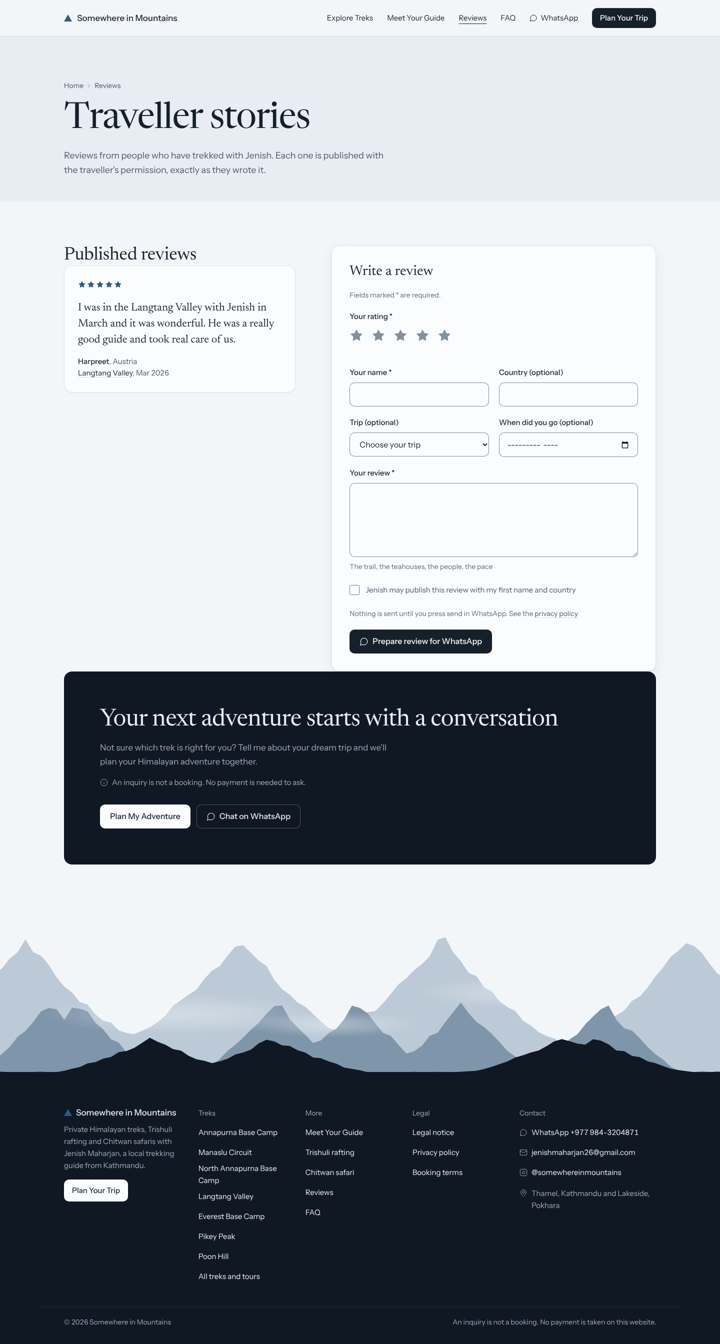 Somewhere in Mountains
Explore Treks
Meet Your Guide
Reviews
FAQ
WhatsApp
Plan Your Trip
Home › Reviews
Traveller stories
Reviews from people who have trekked with Jenish. Each one is published with
the traveller's permission, exactly as they wrote it.
Published reviews
I was in the Langtang Valley with Jenish in
March and it was wonderful. He was a really
good guide and took real care of us.
Harpreet, Austria
Langtang Valley, Mar 2026
Write a review
Fields marked * are required.
Your rating *
Your name *
Country (optional)
Trip (optional)
When did you go (optional)
Choose your trip
--------- ----
Your review *
The trail, the teahouses, the people, the pace
Jenish may publish this review with my first name and country
Nothing is sent until you press send in WhatsApp. See the privacy policy
Prepare review for WhatsApp
Your next adventure starts with a conversation
Not sure which trek is right for you? Tell me about your dream trip and we'll
plan your Himalayan adventure together.
An inquiry is not a booking. No payment is needed to ask.
Plan My Adventure
Chat on WhatsApp
Somewhere in Mountains
Private Himalayan treks, Trishuli
rafting and Chitwan safaris with
Jenish Maharjan, a local trekking
guide from Kathmandu.
Plan Your Trip
Treks
Annapurna Base Camp
Manaslu Circuit
North Annapurna Base
Camp
Langtang Valley
Everest Base Camp
Pikey Peak
Poon Hill
All treks and tours
More
Meet Your Guide
Trishuli rafting
Chitwan safari
Reviews
FAQ
Legal
Legal notice
Privacy policy
Booking terms
Contact
WhatsApp +977 984-3204871
jenishmaharjan26@gmail.com
@somewhereinmountains
Thamel, Kathmandu and Lakeside,
Pokhara
© 2026 Somewhere in Mountains
An inquiry is not a booking. No payment is taken on this website.